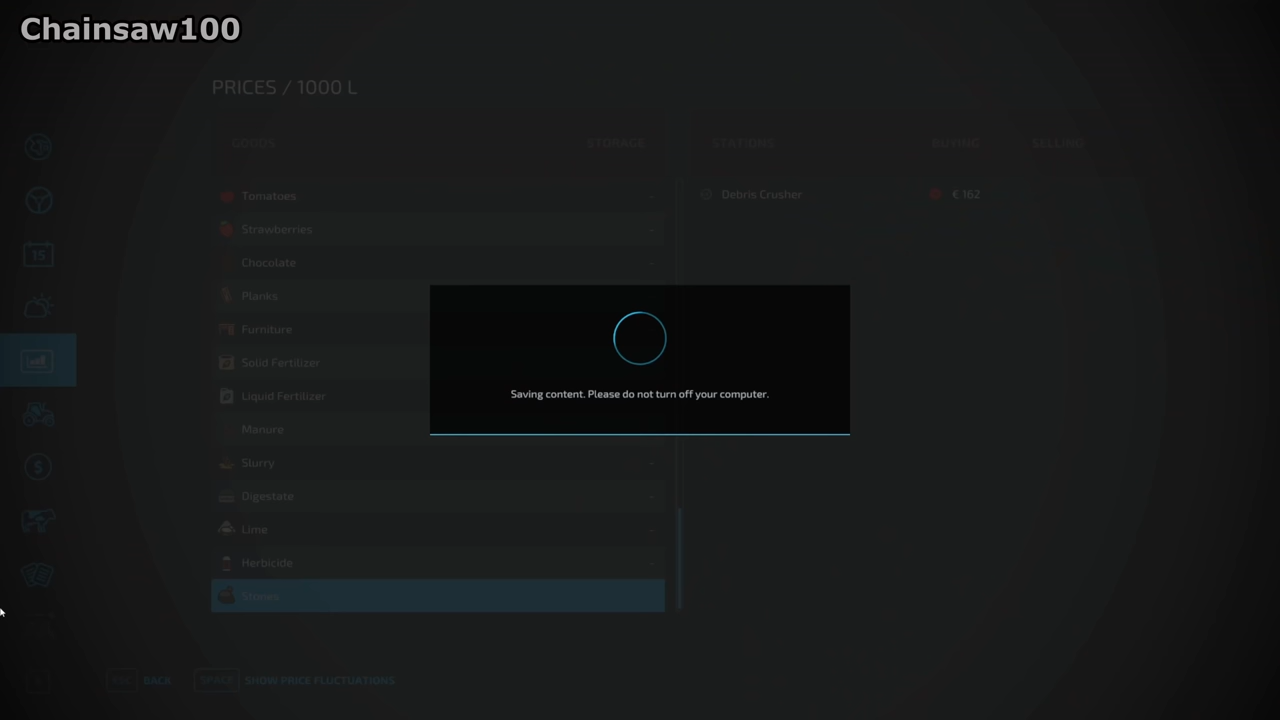 Chainsaw100
PRICES / 1000 L
GOODS STORAGE STATIONS BUYING SELLING
Tomatoes -
Debris Crusher € 162
Strawberries -
Chocolate -
Planks
Furniture
Solid Fertilizer
Liquid Fertilizer
Manure
Slurry -
Digestate -
Lime -
Herbicide -
Stones
Saving content. Please do not turn off your computer.
15
$
BACK SPACE SHOW PRICE FLUCTUATIONS